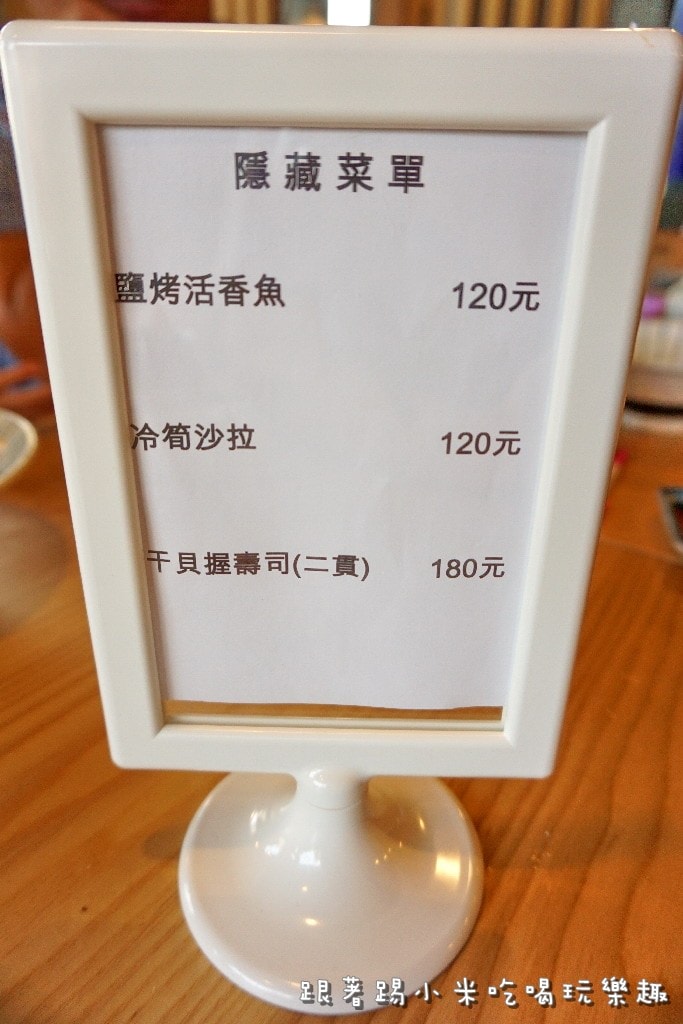 隱藏菜單
鹽烤活香魚 120元
冷筍沙拉 120元
干貝握壽司(二貫) 180元
跟著踢小米吃喝玩樂趣